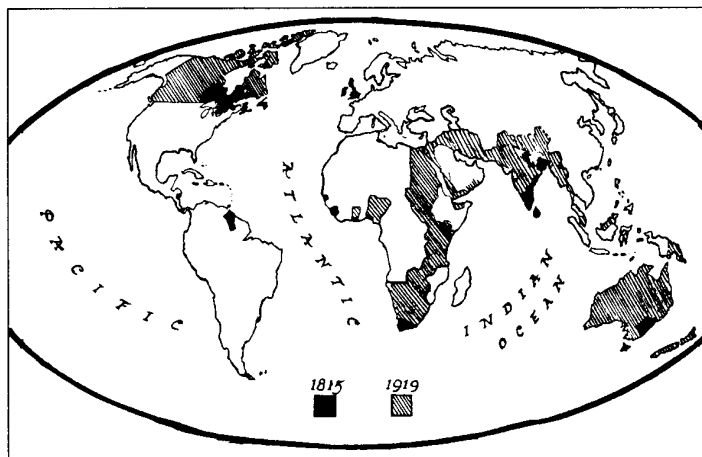 PACIFIC
ATLANTIC
INDIAN
OCEAN
1815
1919